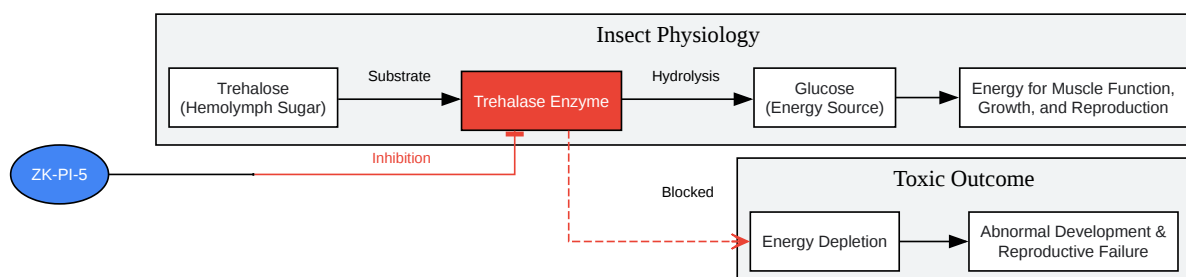 Insect Physiology
Trehalose
(Hemolymph Sugar)
Substrate
Trehalase Enzyme
Hydrolysis
Glucose
(Energy Source)
Energy for Muscle Function,
Growth, and Reproduction
ZK-PI-5
Inhibition
Blocked
Toxic Outcome
Energy Depletion
Abnormal Development &
Reproductive Failure